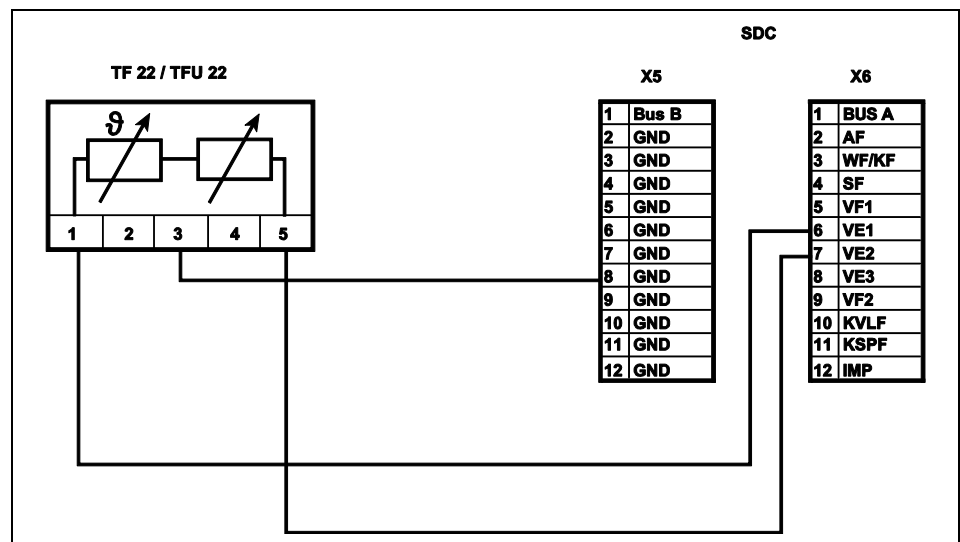 SDC
TF 22 / TFU 22
X5
X6
ϑ
1 2 3 4 5
1 Bus B
2 GND
3 GND
4 GND
5 GND
6 GND
7 GND
8 GND
9 GND
10 GND
11 GND
12 GND
1 BUS A
2 AF
3 WF/KF
4 SF
5 VF1
6 VE1
7 VE2
8 VE3
9 VF2
10 KVLF
11 KSPF
12 IMP